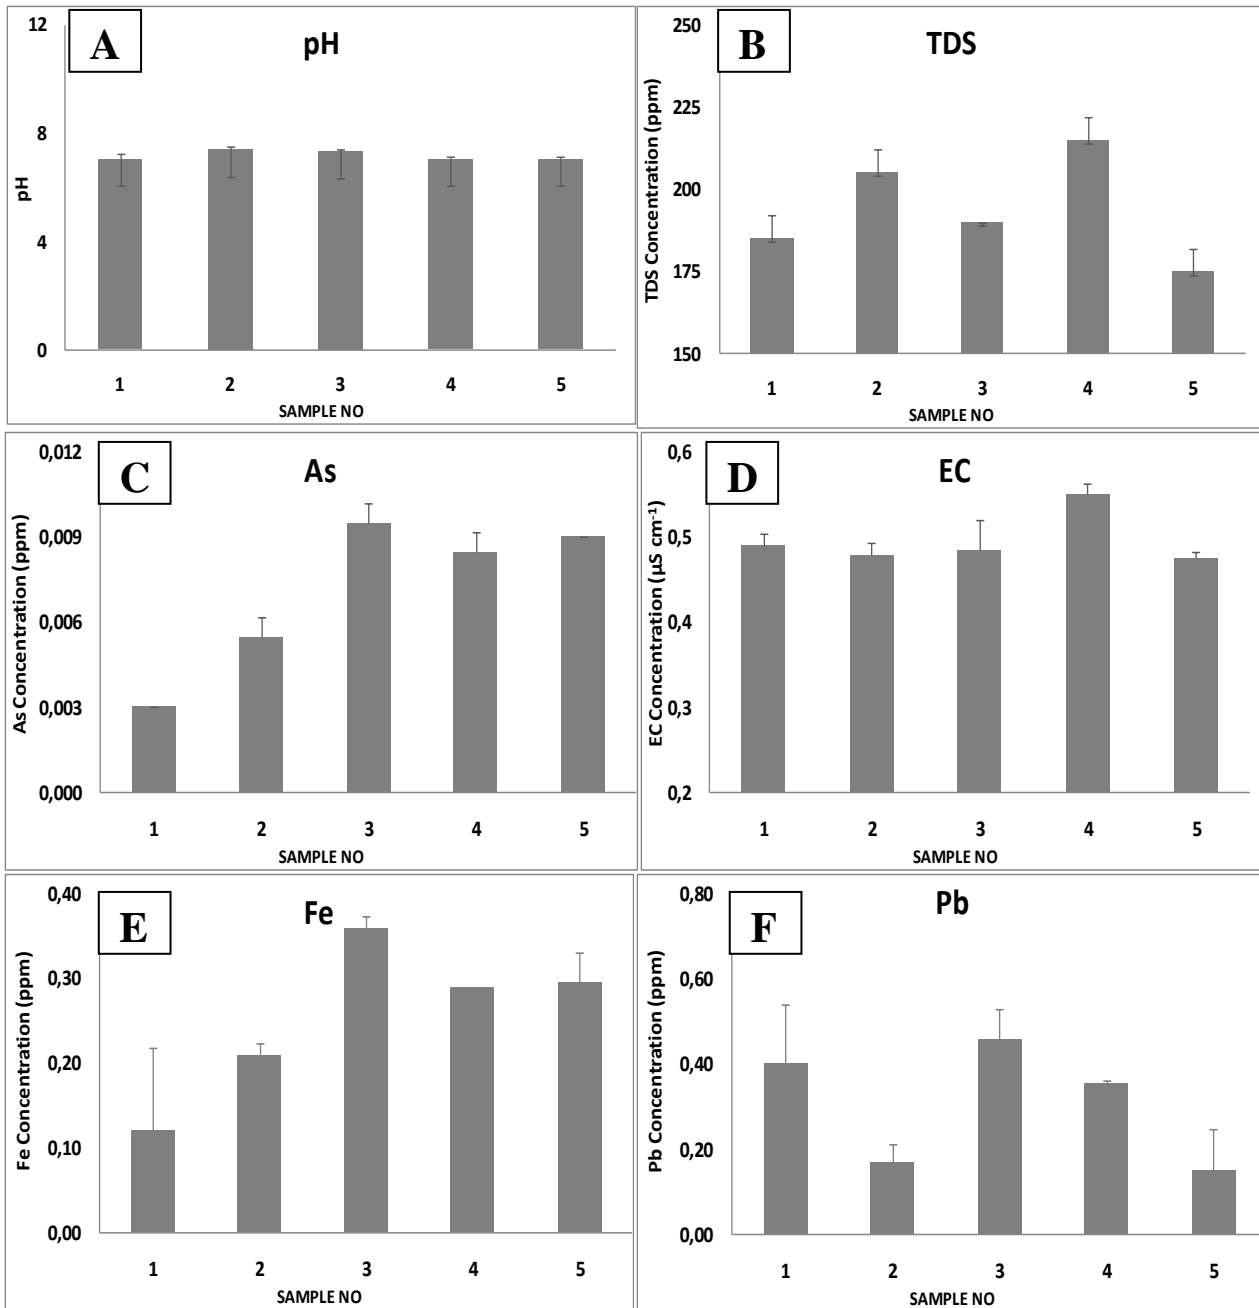 A
pH
12
8
4
0
pH
1 2 3 4 5
SAMPLE NO
B
TDS
250
225
200
175
150
TDS Concentration (ppm)
1 2 3 4 5
SAMPLE NO
C
As
0,012
0,009
0,006
0,003
0,000
As Concentration (ppm)
1 2 3 4 5
SAMPLE NO
D
EC
0,6
0,5
0,4
0,3
0,2
EC Concentration (µS cm⁻¹)
1 2 3 4 5
SAMPLE NO
E
Fe
0,40
0,30
0,20
0,10
0,00
Fe Concentration (ppm)
1 2 3 4 5
SAMPLE NO
F
Pb
0,80
0,60
0,40
0,20
0,00
Pb Concentration (ppm)
1 2 3 4 5
SAMPLE NO